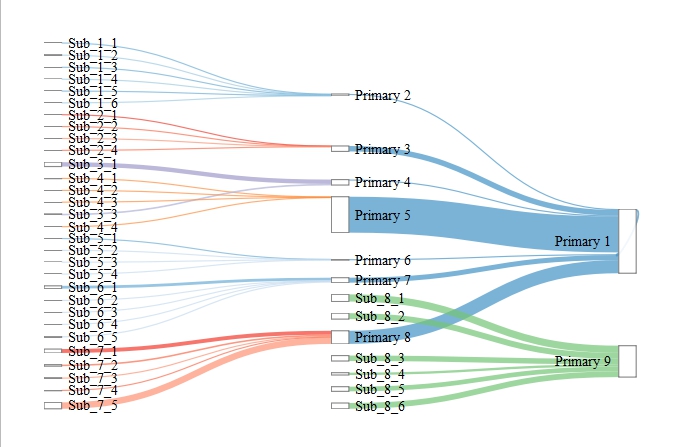 Sub_1_1
Sub_1_2
Sub_1_3
Sub_1_4
Sub_1_5
Sub_1_6
Sub_2_1
Sub_2_2
Sub_2_3
Sub_2_4
Sub_3_1
Sub_4_1
Sub_4_2
Sub_4_3
Sub_3_3
Sub_4_4
Sub_5_1
Sub_5_2
Sub_5_3
Sub_5_4
Sub_6_1
Sub_6_2
Sub_6_3
Sub_6_4
Sub_6_5
Sub_7_1
Sub_7_2
Sub_7_3
Sub_7_4
Sub_7_5
Primary 2
Primary 3
Primary 4
Primary 5
Primary 6
Primary 7
Sub_8_1
Sub_8_2
Primary 8
Sub_8_3
Sub_8_4
Sub_8_5
Sub_8_6
Primary 1
Primary 9